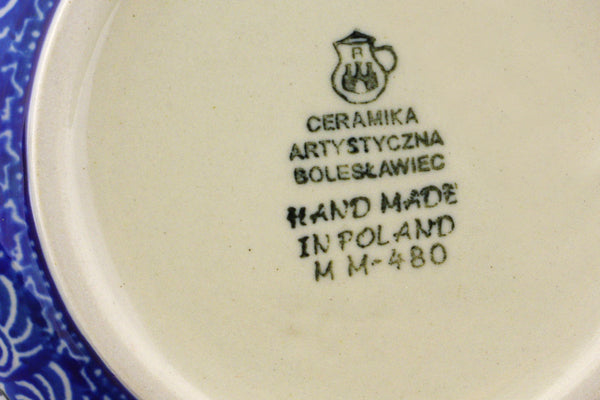 R
CERAMIKA
ARTYSTYCZNA
BOLESŁAWIEC
HAND MADE
IN POLAND
M M-480